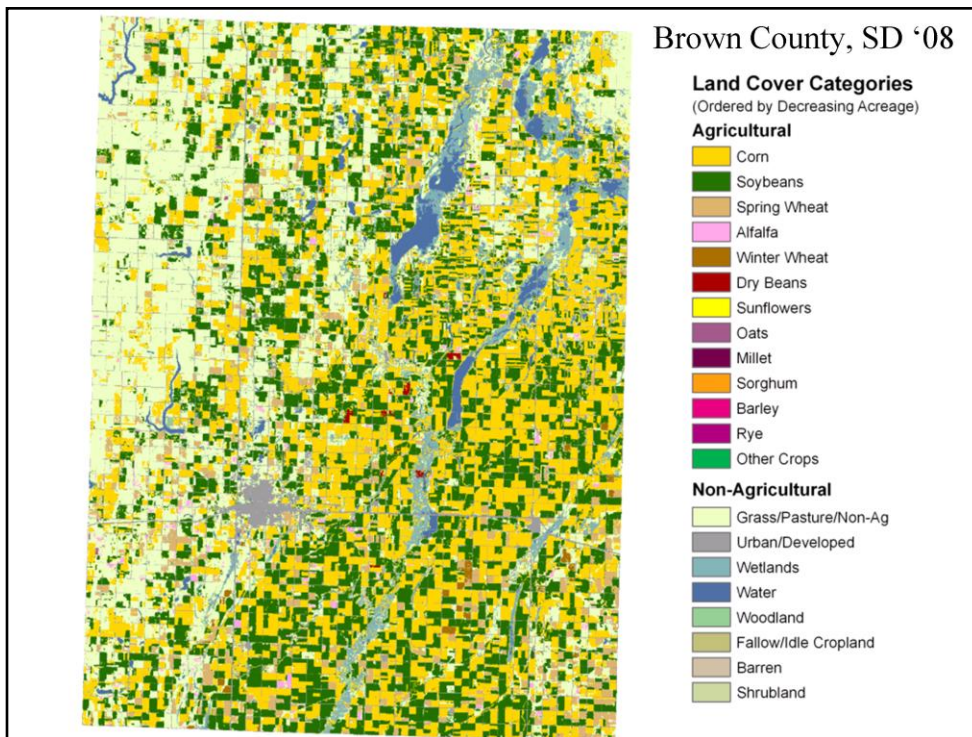 Brown County, SD ‘08
Land Cover Categories
(Ordered by Decreasing Acreage)
Agricultural
Corn
Soybeans
Spring Wheat
Alfalfa
Winter Wheat
Dry Beans
Sunflowers
Oats
Millet
Sorghum
Barley
Rye
Other Crops
Non-Agricultural
Grass/Pasture/Non-Ag
Urban/Developed
Wetlands
Water
Woodland
Fallow/Idle Cropland
Barren
Shrubland